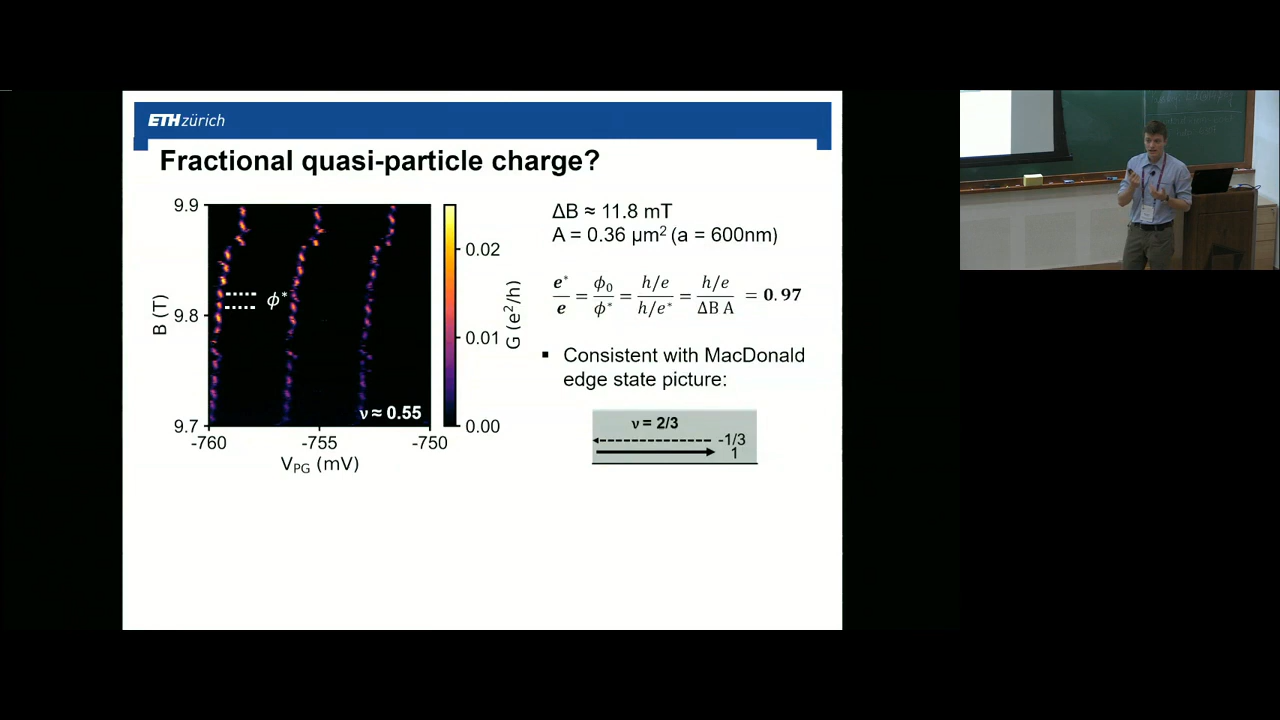 ETH zürich
Fractional quasi-particle charge?
9.9
9.8
9.7
B (T)
ϕ*
ν ≈ 0.55
-760
-755
-750
V_PG (mV)
0.02
0.01
0.00
G (e²/h)
ΔB ≈ 11.8 mT
A = 0.36 μm² (a = 600nm)
e*/e = ϕ₀/ϕ* = h/e / h/e* = h/e / ΔB A = 0.97
▪ Consistent with MacDonald
edge state picture:
ν = 2/3
-1/3
1